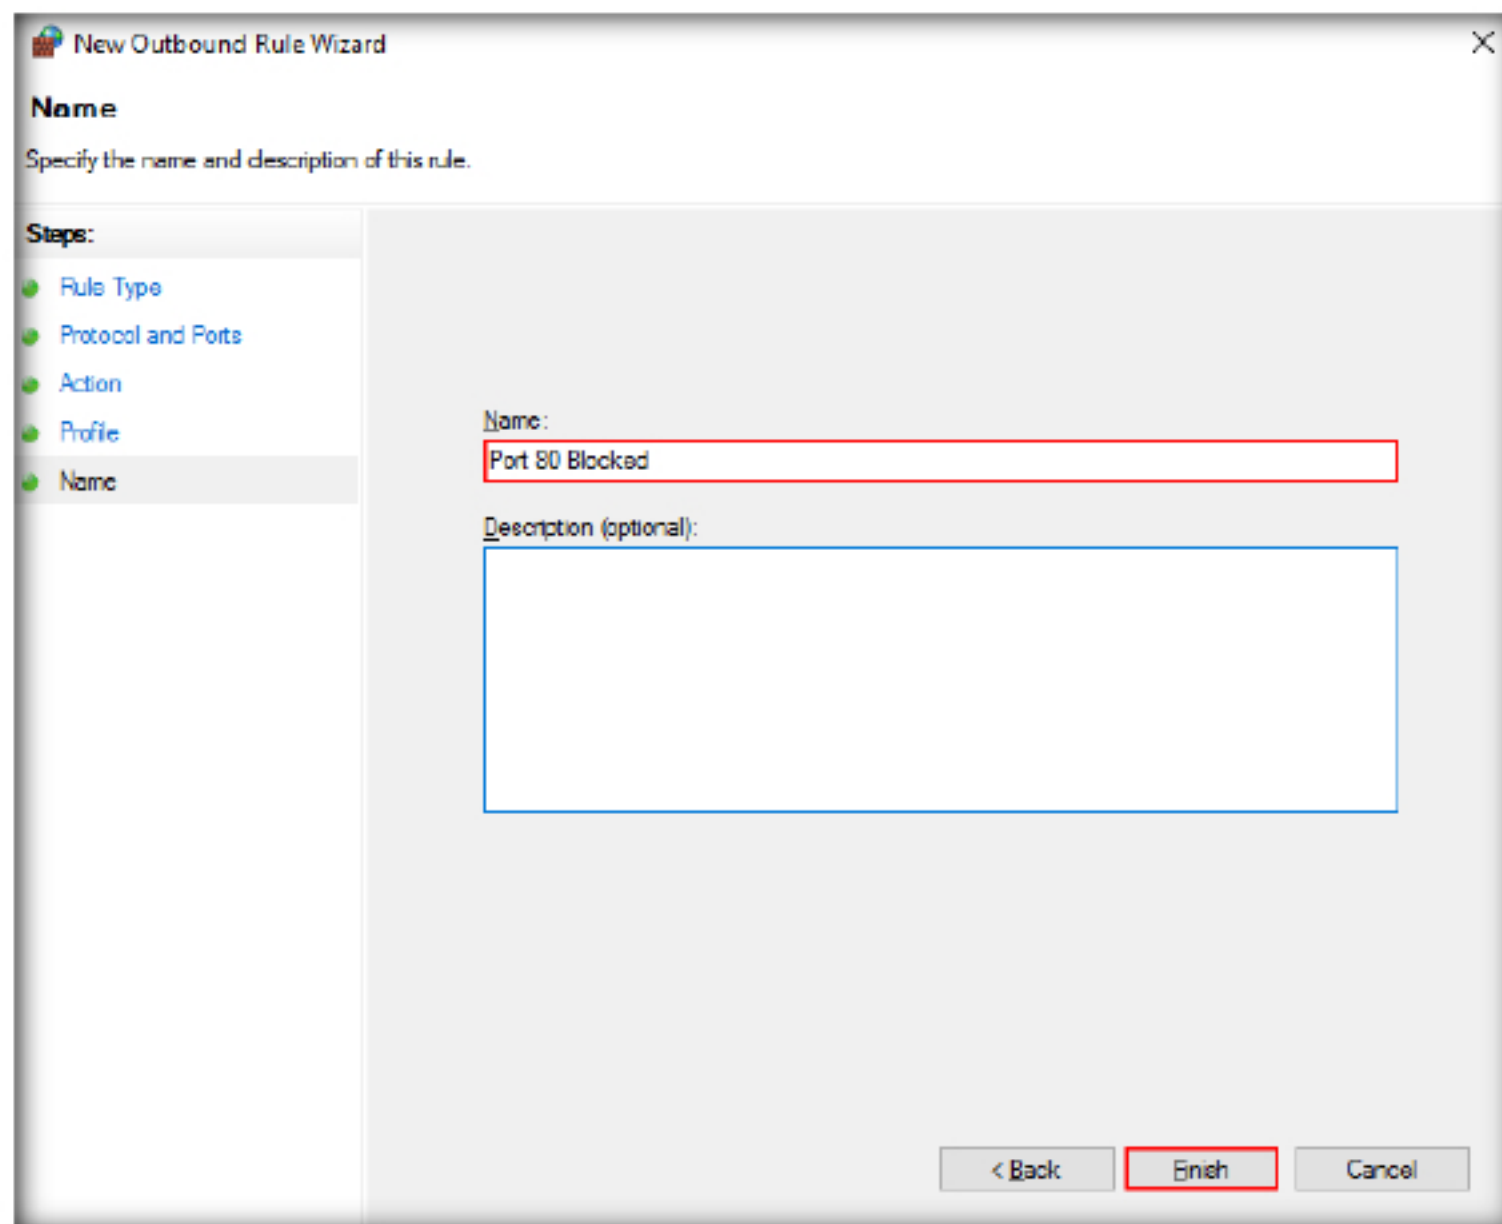 New Outbound Rule Wizard
Name
Specify the name and description of this rule.
Steps:
Rule Type
Protocol and Ports
Action
Profile
Name
Name:
Port 80 Blocked
Description (optional):
< Back
Finish
Cancel